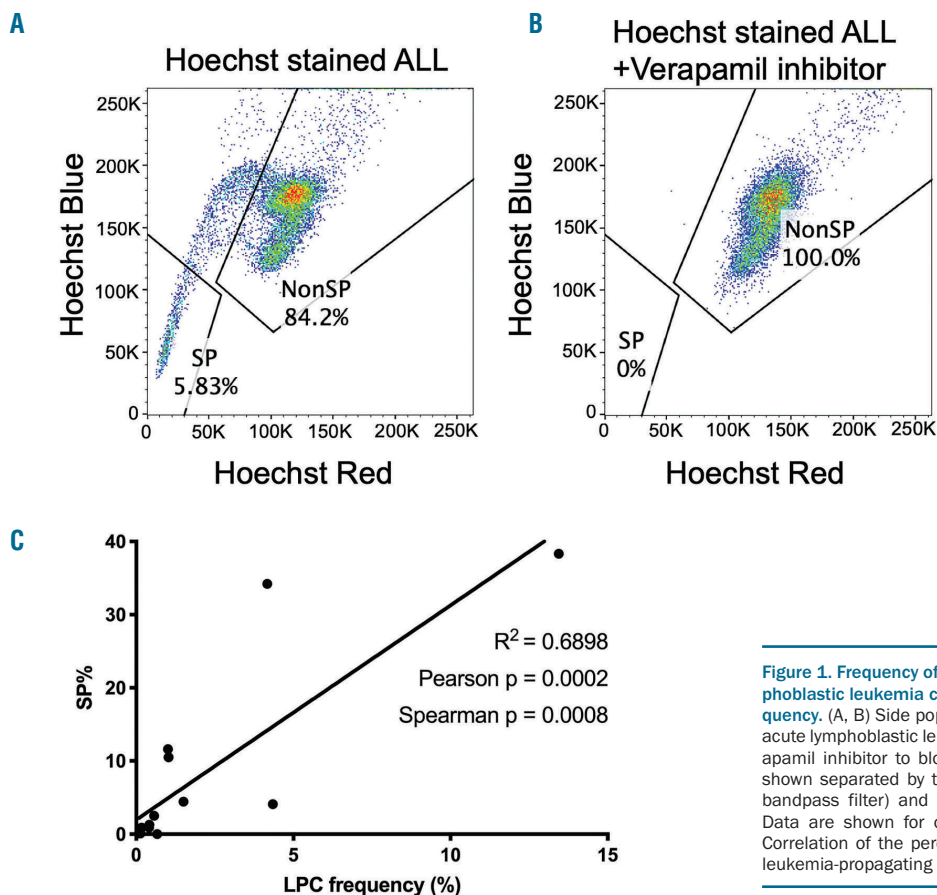 A
Hoechst stained ALL
Hoechst Blue
250K
200K
150K
100K
50K
0
NonSP
84.2%
SP
5.83%
0 50K 100K 150K 200K 250K
Hoechst Red
B
Hoechst stained ALL
+Verapamil inhibitor
Hoechst Blue
250K
200K
150K
100K
50K
0
NonSP
100.0%
SP
0%
0 50K 100K 150K 200K 250K
Hoechst Red
C
SP%
40
30
20
10
0
R² = 0.6898
Pearson p = 0.0002
Spearman p = 0.0008
0 5 10 15
LPC frequency (%)
Figure 1. Frequency of
phoblastic leukemia c
quency. (A, B) Side pop
acute lymphoblastic le
apamil inhibitor to blo
shown separated by t
bandpass filter) and
Data are shown for
Correlation of the per
leukemia-propagating